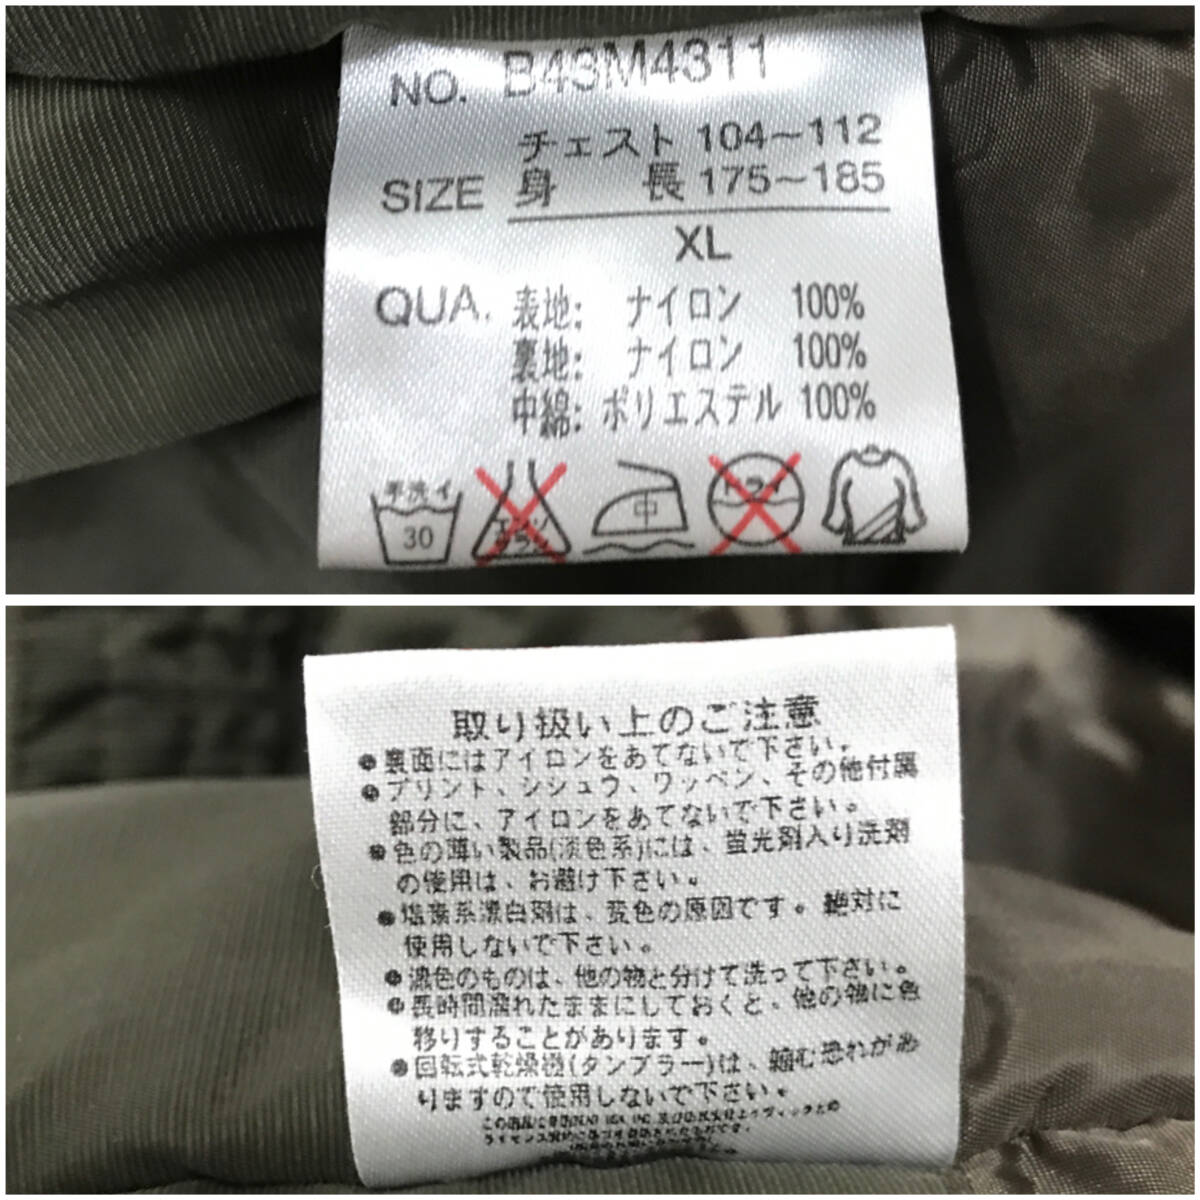 NO. B43M4311
チェスト 104～112
SIZE 身 長 175～185
XL
QUA. 表地: ナイロン 100%
裏地: ナイロン 100%
中綿: ポリエステル 100%
手洗イ 30 エンソ サラシ 中 ドライ
取り扱い上のご注意
●裏面にはアイロンをあてないで下さい。
●プリント、シシュウ、ワッペン、その他付属
部分に、アイロンをあてないで下さい。
●色の薄い製品(淡色系)には、蛍光剤入り洗剤
の使用は、お避け下さい。
●塩素系漂白剤は、変色の原因です。絶対に
使用しないで下さい。
●濃色のものは、他の物と分けて洗って下さい。
●長時間濡れたままにしておくと、他の物に色
移りすることがあります。
●回転式乾燥機(タンブラー)は、縮む恐れがあ
りますので使用しないで下さい。